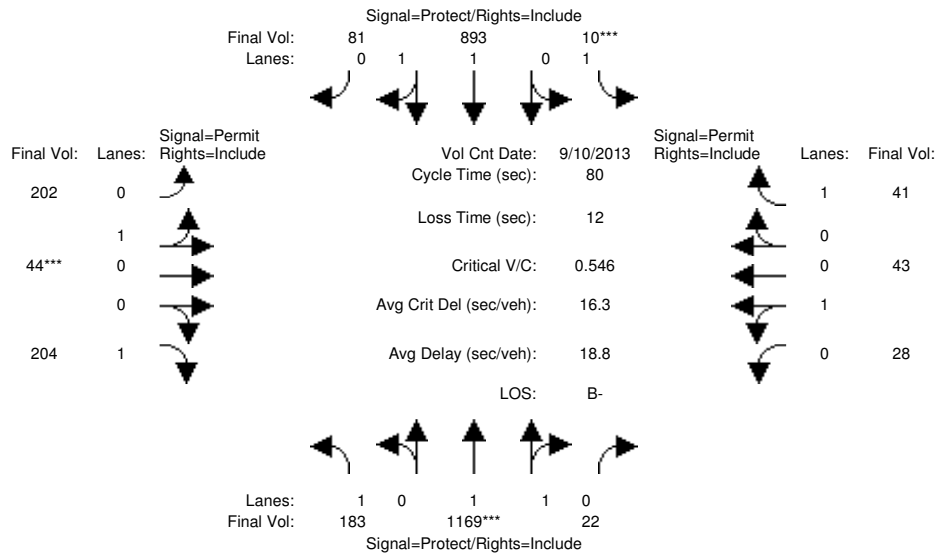 Signal=Protect/Rights=Include
Final Vol: 81 893 10***
Lanes: 0 1 1 0 1
Signal=Permit Signal=Permit
Final Vol: Lanes: Rights=Include Vol Cnt Date: 9/10/2013 Rights=Include Lanes: Final Vol:
Cycle Time (sec): 80
202 0 1 41
Loss Time (sec): 12
1 0
44*** 0 Critical V/C: 0.546 0 43
0 Avg Crit Del (sec/veh): 16.3 1
204 1 Avg Delay (sec/veh): 18.8 0 28
LOS: B-
Lanes: 1 0 1 1 0
Final Vol: 183 1169*** 22
Signal=Protect/Rights=Include